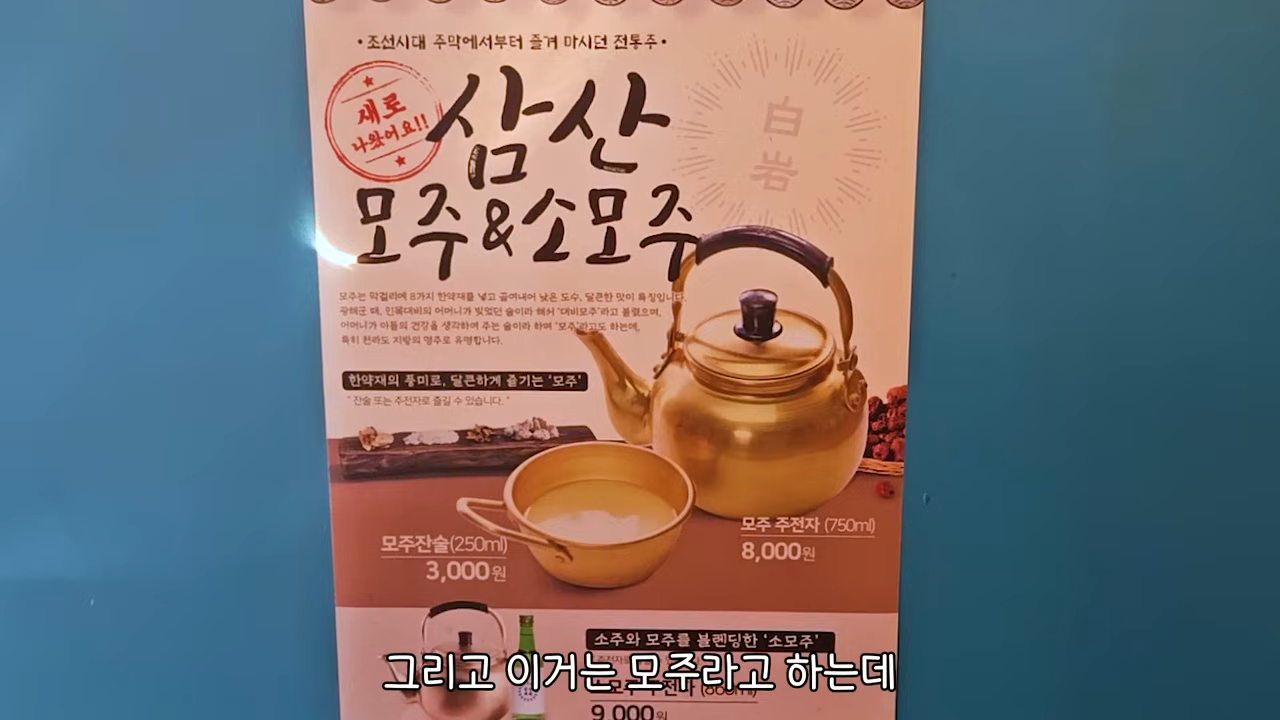 • 조선시대 주막에서부터 즐겨 마시던 전통주 •
새로
나왔어요!!
삼산
모주&소모주
白
岩
모주는 막걸리에 8가지 한약재를 넣고 끓여내어 낮은 도수, 달큰한 맛이 특징입니다.
광해군 때, 인목대비의 어머니가 빚었던 술이라 해서 '대비모주'라고 불렸으며,
어머니가 아들의 건강을 생각하여 주는 술이라 하여 '모주'라고도 하는데,
특히 전라도 지방의 명주로 유명합니다.
한약재의 풍미로, 달큰하게 즐기는 '모주'
" 잔술 또는 주전자로 즐길 수 있습니다. "
모주잔술(250ml)
3,000원
모주 주전자 (750ml)
8,000원
소주와 모주를 블렌딩한 '소모주'
그리고 이거는 모주라고 하는데
9,000원